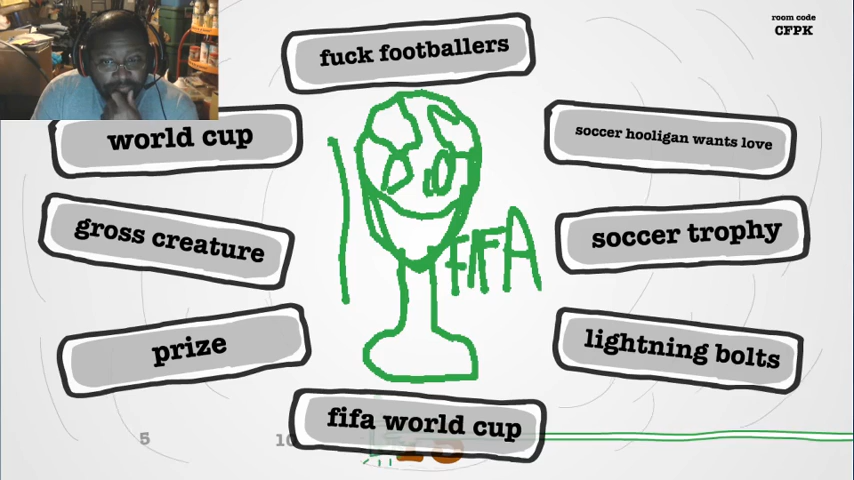 room code
CFPK
fuck footballers
world cup
soccer hooligan wants love
gross creature
soccer trophy
FIFA
prize
lightning bolts
fifa world cup
5
10